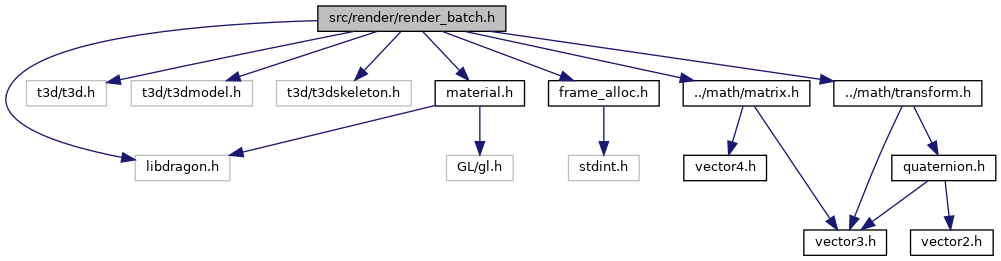 src/render/render_batch.h
t3d/t3d.h
t3d/t3dmodel.h
t3d/t3dskeleton.h
material.h
frame_alloc.h
../math/matrix.h
../math/transform.h
libdragon.h
GL/gl.h
stdint.h
vector4.h
quaternion.h
vector3.h
vector2.h